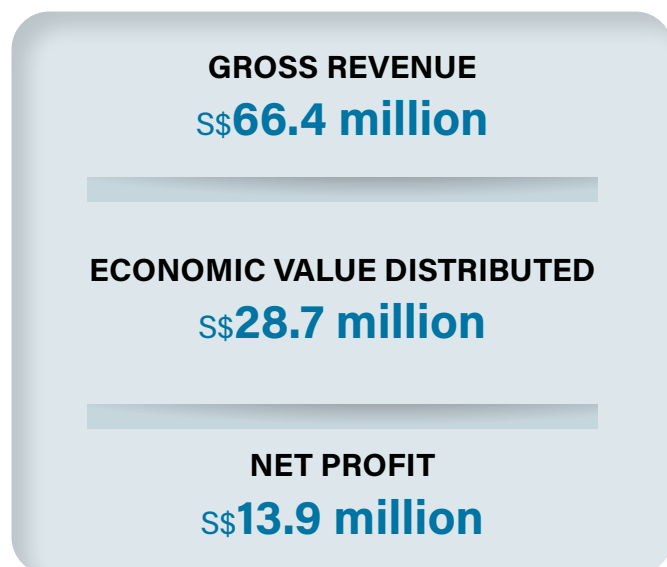 GROSS REVENUE
S$66.4 million
ECONOMIC VALUE DISTRIBUTED
S$28.7 million
NET PROFIT
S$13.9 million